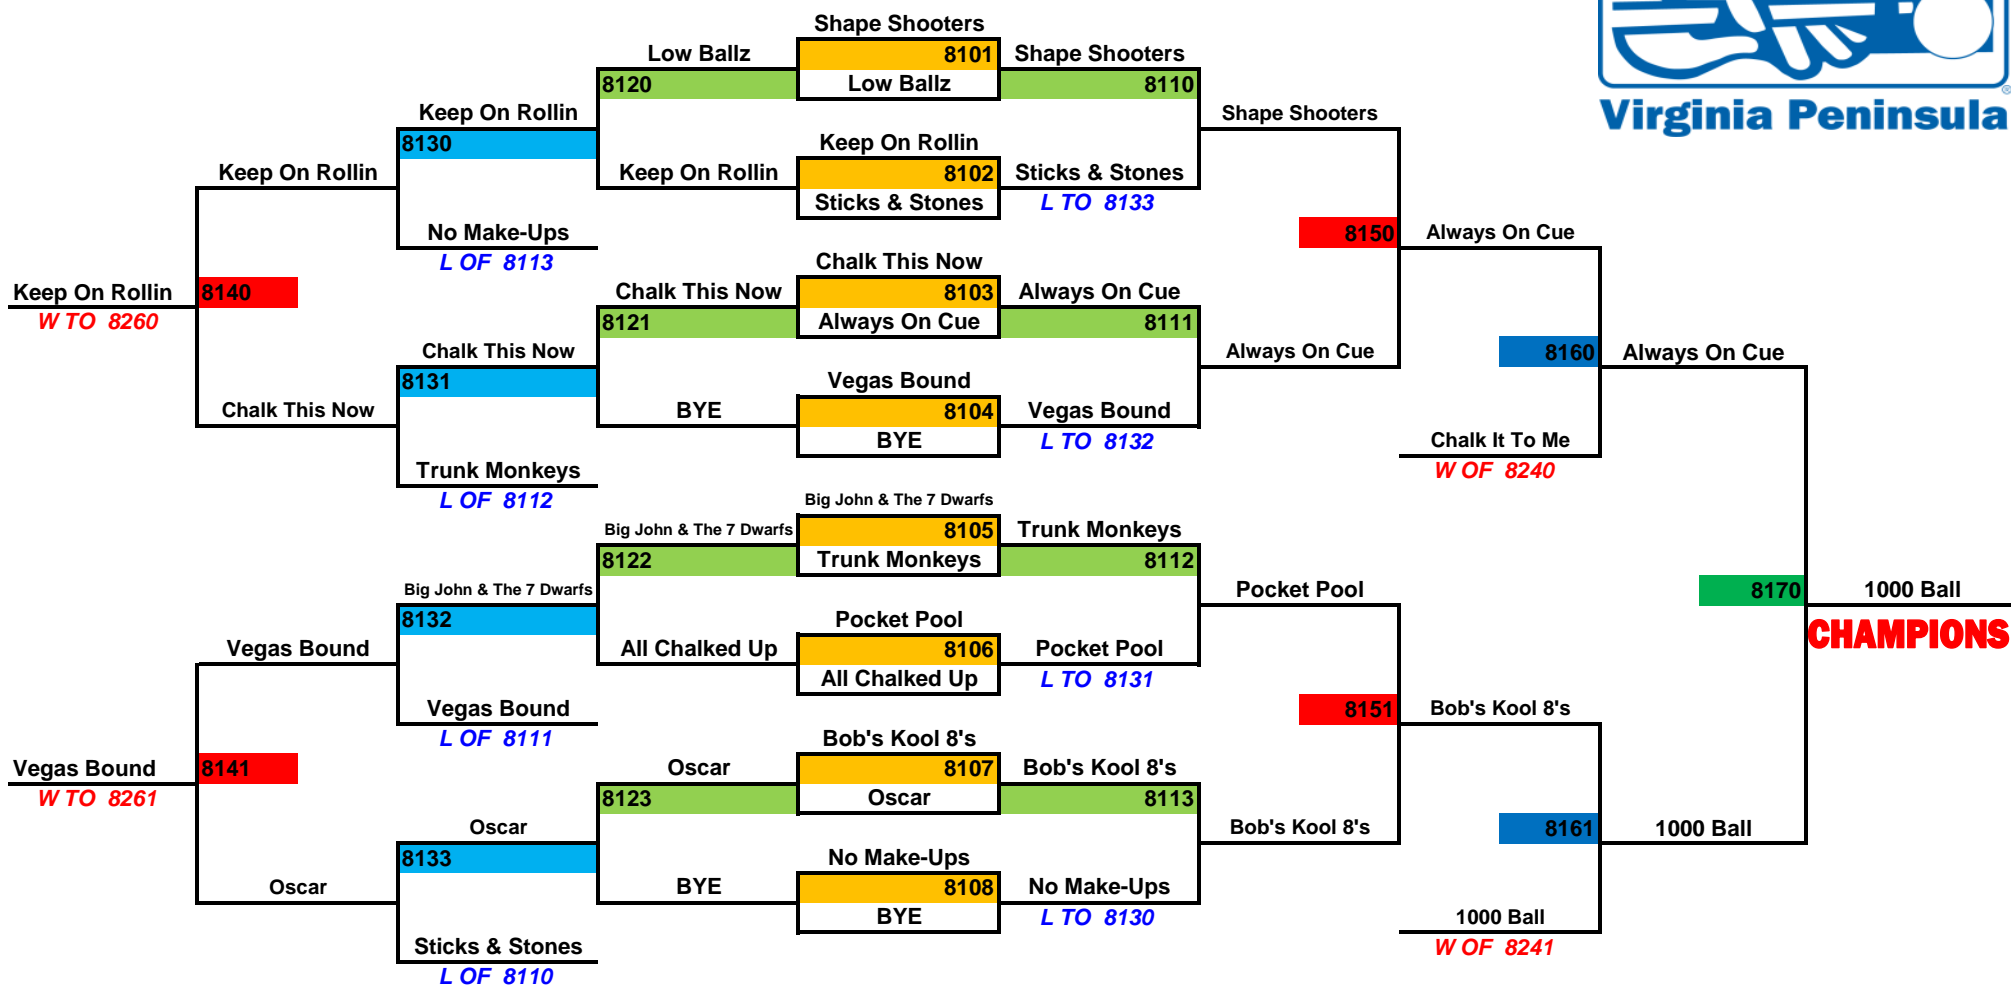 Shape Shooters
Low Ballz 8101 Shape Shooters
8120 Low Ballz 8110
Keep On Rollin Shape Shooters Virginia Peninsula
8130 Keep On Rollin
Keep On Rollin Keep On Rollin 8102 Sticks & Stones
Sticks & Stones L TO 8133
No Make-Ups 8150 Always On Cue
L OF 8113 Chalk This Now
Keep On Rollin 8140 Chalk This Now 8103 Always On Cue
W TO 8260 8121 Always On Cue 8111
Chalk This Now Always On Cue 8160 Always On Cue
8131 Vegas Bound
Chalk This Now BYE 8104 Vegas Bound
BYE L TO 8132 Chalk It To Me
Trunk Monkeys W OF 8240
L OF 8112 Big John & The 7 Dwarfs
Big John & The 7 Dwarfs 8105 Trunk Monkeys
8122 Trunk Monkeys 8112
Big John & The 7 Dwarfs Pocket Pool 8170 1000 Ball
8132 Pocket Pool CHAMPIONS
Vegas Bound All Chalked Up 8106 Pocket Pool
All Chalked Up L TO 8131
Vegas Bound 8151 Bob's Kool 8's
L OF 8111 Bob's Kool 8's
Vegas Bound 8141 Oscar 8107 Bob's Kool 8's
W TO 8261 8123 Oscar 8113
Oscar Bob's Kool 8's 8161 1000 Ball
8133 No Make-Ups
Oscar BYE 8108 No Make-Ups
BYE L TO 8130 1000 Ball
Sticks & Stones W OF 8241
L OF 8110